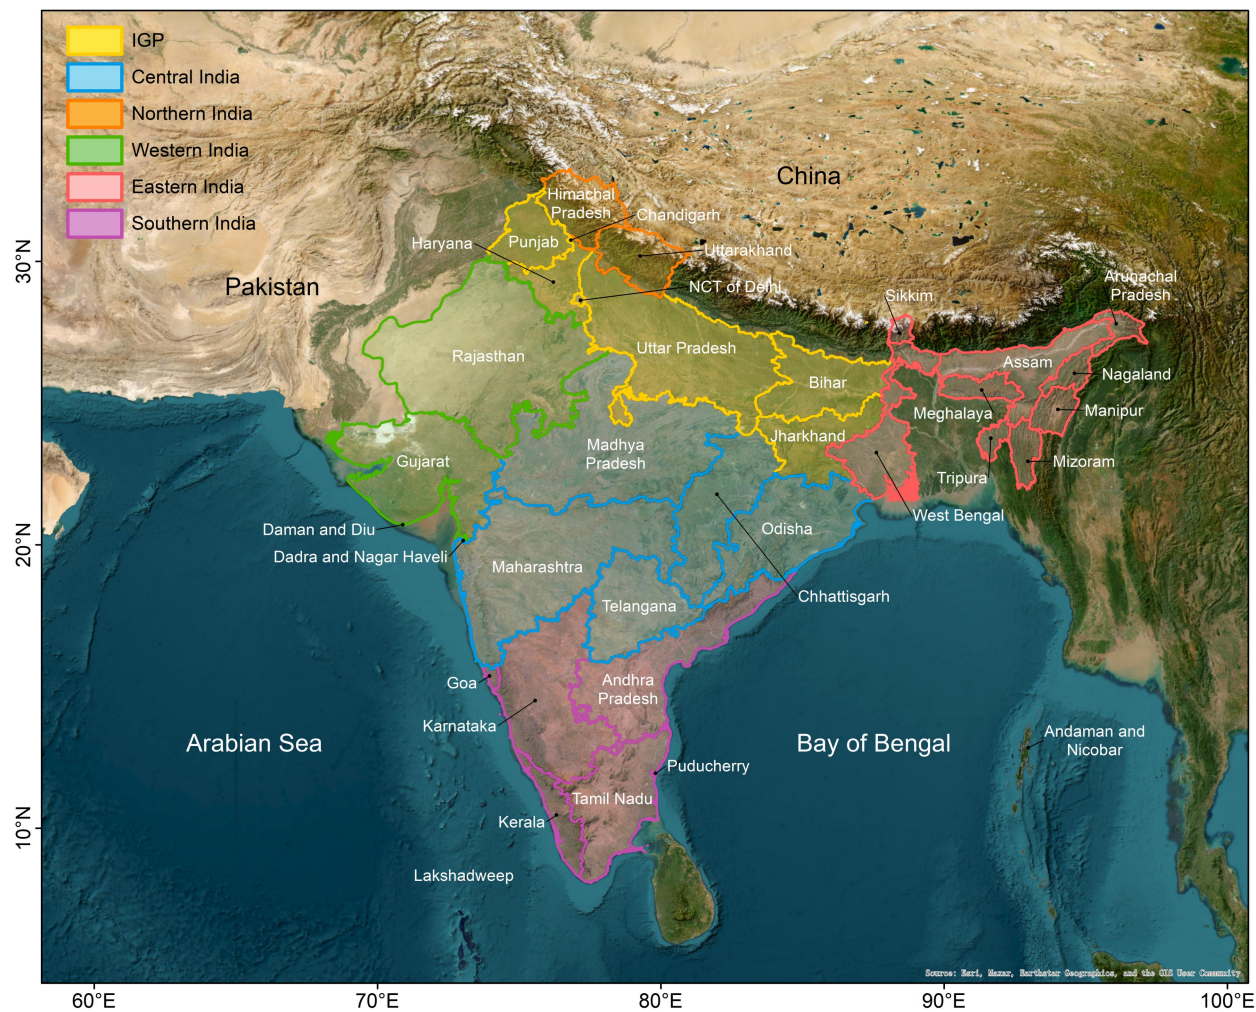 IGP
Central India
Northern India
Western India
Eastern India
Southern India
China
Himachal
Pradesh
Chandigarh
Haryana
Punjab
Uttarakhand
30°N
Pakistan
NCT of Delhi
Sikkim
Arunachal
Pradesh
Rajasthan
Uttar Pradesh
Bihar
Assam
Nagaland
Meghalaya
Manipur
Jharkhand
Madhya
Pradesh
Gujarat
Tripura
Mizoram
West Bengal
Daman and Diu
Odisha
20°N
Dadra and Nagar Haveli
Maharashtra
Telangana
Chhattisgarh
Goa
Andhra
Pradesh
Karnataka
Arabian Sea
Bay of Bengal
Andaman and
Nicobar
Puducherry
Tamil Nadu
Kerala
10°N
Lakshadweep
Source: Esri, Maxar, Earthstar Geographics, and the GIS User Community
60°E
70°E
80°E
90°E
100°E